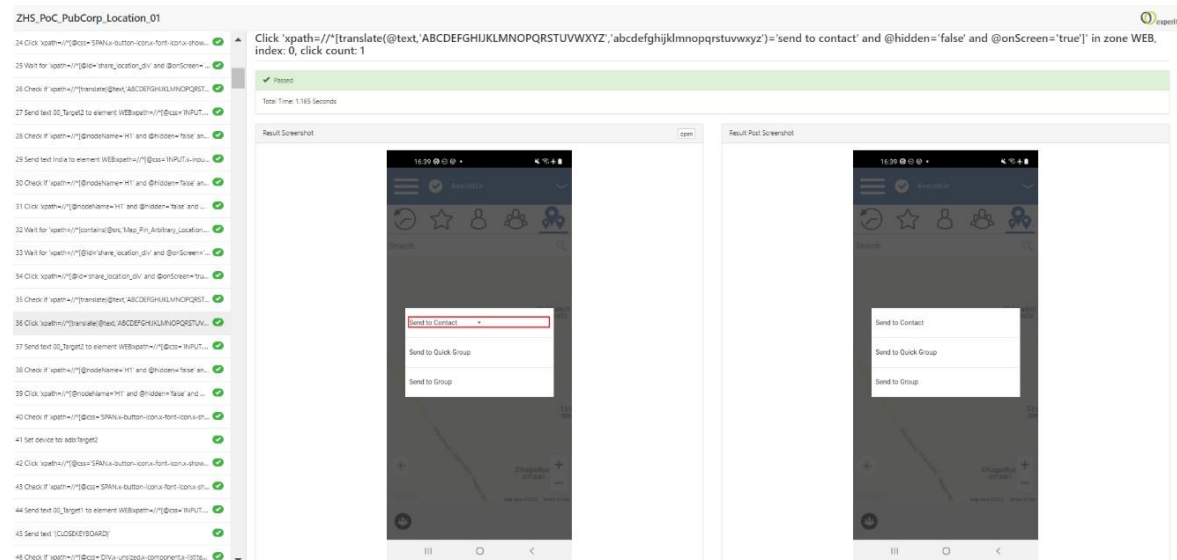 ZHS_PoC_PubCorp_Location_01
experit
24 Click 'xpath=//*[@css='SPAN.x-button-icon.x-font-icon.x-show...
25 Wait for 'xpath=//*[@id='share_location_div' and @onScreen='...
26 Check if 'xpath=//*[translate(@text,'ABCDEFGHIJKLMNOPQRST...
27 Send text 00_Target2 to element WEB:xpath=//*[@css='INPUT....
28 Check if 'xpath=//*[@nodeName='H1' and @hidden='false' an...
29 Send text India to element WEB:xpath=//*[@css='INPUT.x-inpu...
30 Check if 'xpath=//*[@nodeName='H1' and @hidden='false' an...
31 Click 'xpath=//*[@nodeName='H1' and @hidden='false' and ...
32 Wait for 'xpath=//*[contains(@src,'Map_Pin_Arbitrary_Location...
33 Wait for 'xpath=//*[@id='share_location_div' and @onScreen='...
34 Click 'xpath=//*[@id='share_location_div' and @onScreen='tru...
35 Check if 'xpath=//*[translate(@text,'ABCDEFGHIJKLMNOPQRST...
36 Click 'xpath=//*[translate(@text,'ABCDEFGHIJKLMNOPQRSTUV...
37 Send text 00_Target2 to element WEB:xpath=//*[@css='INPUT....
38 Check if 'xpath=//*[@nodeName='H1' and @hidden='false' an...
39 Click 'xpath=//*[@nodeName='H1' and @hidden='false' and ...
40 Check if 'xpath=//*[@css='SPAN.x-button-icon.x-font-icon.x-sh...
41 Set device to: adb:Target2
42 Click 'xpath=//*[@css='SPAN.x-button-icon.x-font-icon.x-show...
43 Check if 'xpath=//*[@css='SPAN.x-button-icon.x-font-icon.x-sh...
44 Send text 00_Target1 to element WEB:xpath=//*[@css='INPUT....
45 Send text '{CLOSEKEYBOARD}'
46 Check if 'xpath=//*[@css='DIV.x-unsized.x-component.x-listite...
Click 'xpath=//*[translate(@text,'ABCDEFGHIJKLMNOPQRSTUVWXYZ','abcdefghijklmnopqrstuvwxyz')='send to contact' and @hidden='false' and @onScreen='true']' in zone WEB,
index: 0, click count: 1
Passed
Total Time: 1.165 Seconds
Result Screenshot
open
16:39
Available
Search
Send to Contact
Send to Quick Group
Send to Group
Result Post Screenshot
16:39
Available
Search
Send to Contact
Send to Quick Group
Send to Group